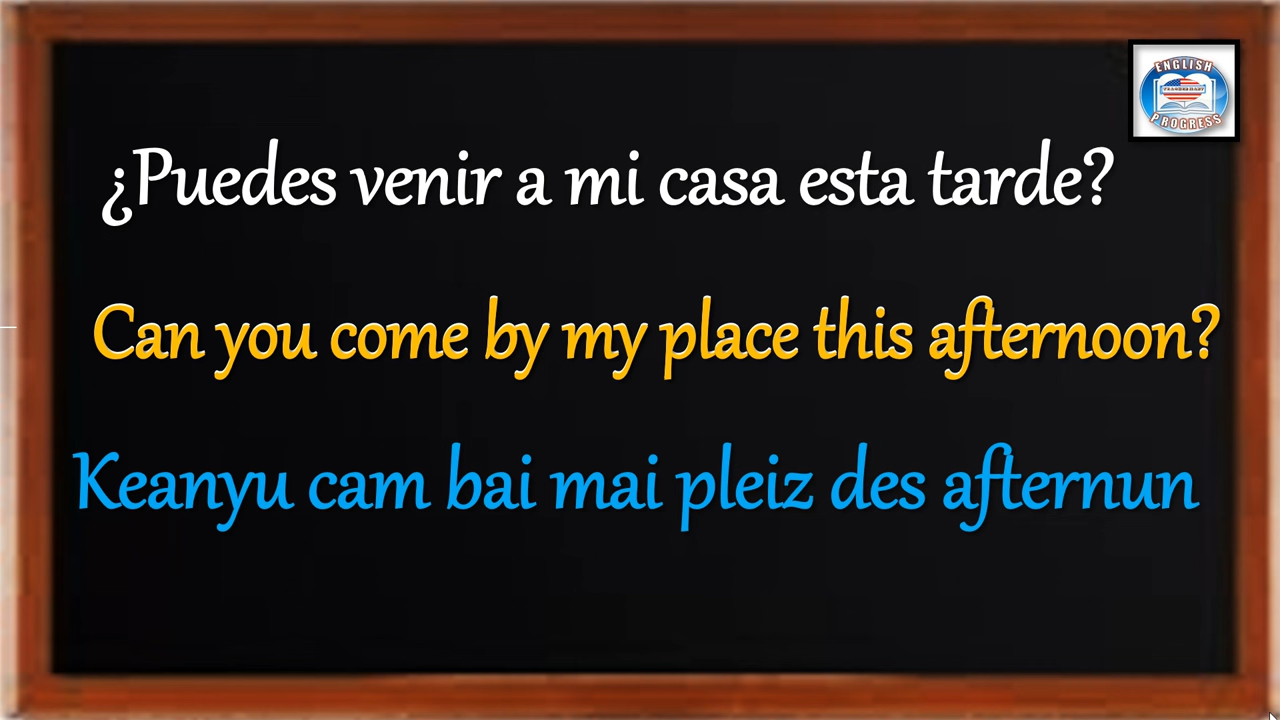 ENGLISH
PROGRESS
¿Puedes venir a mi casa esta tarde?
Can you come by my place this afternoon?
Keanyu cam bai mai pleiz des afternun